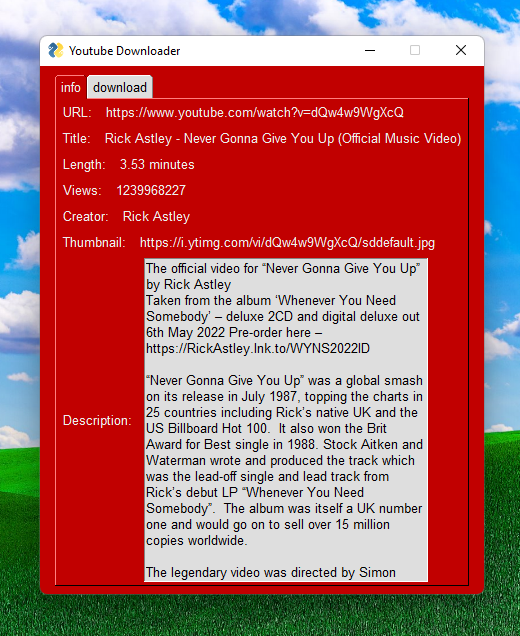 Youtube Downloader
info download
URL: https://www.youtube.com/watch?v=dQw4w9WgXcQ
Title: Rick Astley - Never Gonna Give You Up (Official Music Video)
Length: 3.53 minutes
Views: 1239968227
Creator: Rick Astley
Thumbnail: https://i.ytimg.com/vi/dQw4w9WgXcQ/sddefault.jpg
Description:
The official video for “Never Gonna Give You Up”
by Rick Astley
Taken from the album ‘Whenever You Need
Somebody’ – deluxe 2CD and digital deluxe out
6th May 2022 Pre-order here –
https://RickAstley.lnk.to/WYNS2022ID

“Never Gonna Give You Up” was a global smash
on its release in July 1987, topping the charts in
25 countries including Rick’s native UK and the
US Billboard Hot 100.  It also won the Brit
Award for Best single in 1988. Stock Aitken and
Waterman wrote and produced the track which
was the lead-off single and lead track from
Rick’s debut LP “Whenever You Need
Somebody”.  The album was itself a UK number
one and would go on to sell over 15 million
copies worldwide.

The legendary video was directed by Simon